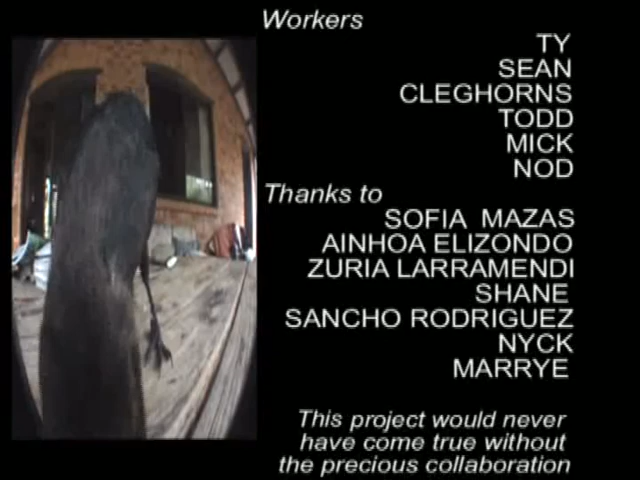 Workers
TY
SEAN
CLEGHORNS
TODD
MICK
NOD
Thanks to
SOFIA MAZAS
AINHOA ELIZONDO
ZURIA LARRAMENDI
SHANE
SANCHO RODRIGUEZ
NYCK
MARRYE
This project would never
have come true without
the precious collaboration